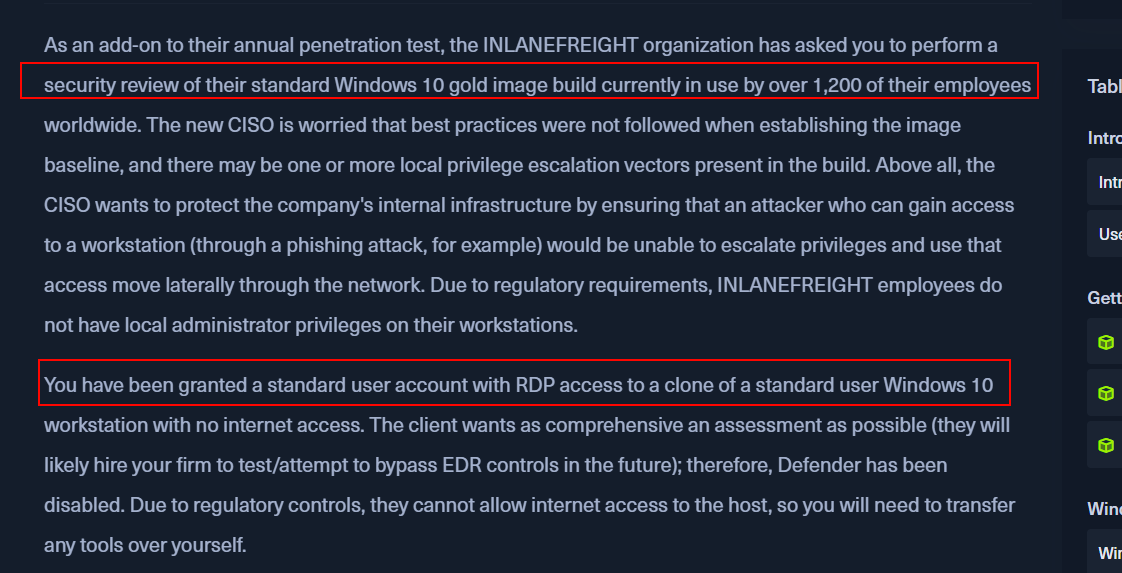 As an add-on to their annual penetration test, the INLANEFREIGHT organization has asked you to perform a
security review of their standard Windows 10 gold image build currently in use by over 1,200 of their employees
worldwide. The new CISO is worried that best practices were not followed when establishing the image
baseline, and there may be one or more local privilege escalation vectors present in the build. Above all, the
CISO wants to protect the company's internal infrastructure by ensuring that an attacker who can gain access
to a workstation (through a phishing attack, for example) would be unable to escalate privileges and use that
access move laterally through the network. Due to regulatory requirements, INLANEFREIGHT employees do
not have local administrator privileges on their workstations.
You have been granted a standard user account with RDP access to a clone of a standard user Windows 10
workstation with no internet access. The client wants as comprehensive an assessment as possible (they will
likely hire your firm to test/attempt to bypass EDR controls in the future); therefore, Defender has been
disabled. Due to regulatory controls, they cannot allow internet access to the host, so you will need to transfer
any tools over yourself.